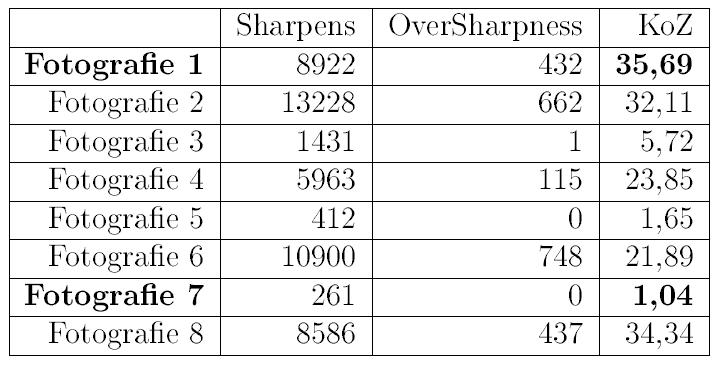 Sharpens OverSharpness KoZ
Fotografie 1 8922 432 35,69
Fotografie 2 13228 662 32,11
Fotografie 3 1431 1 5,72
Fotografie 4 5963 115 23,85
Fotografie 5 412 0 1,65
Fotografie 6 10900 748 21,89
Fotografie 7 261 0 1,04
Fotografie 8 8586 437 34,34